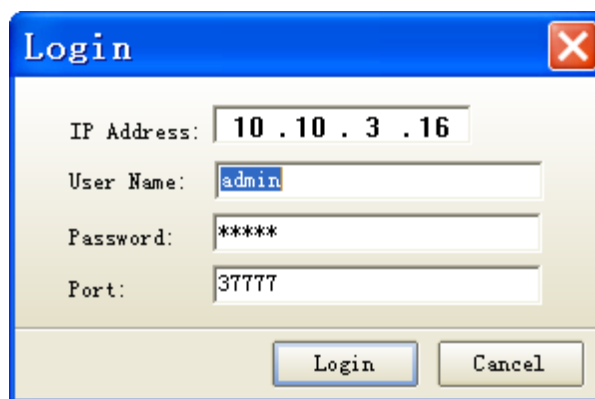 Login
IP Address: 10 .10 . 3 .16
User Name: admin
Password: *****
Port: 37777
Login Cancel